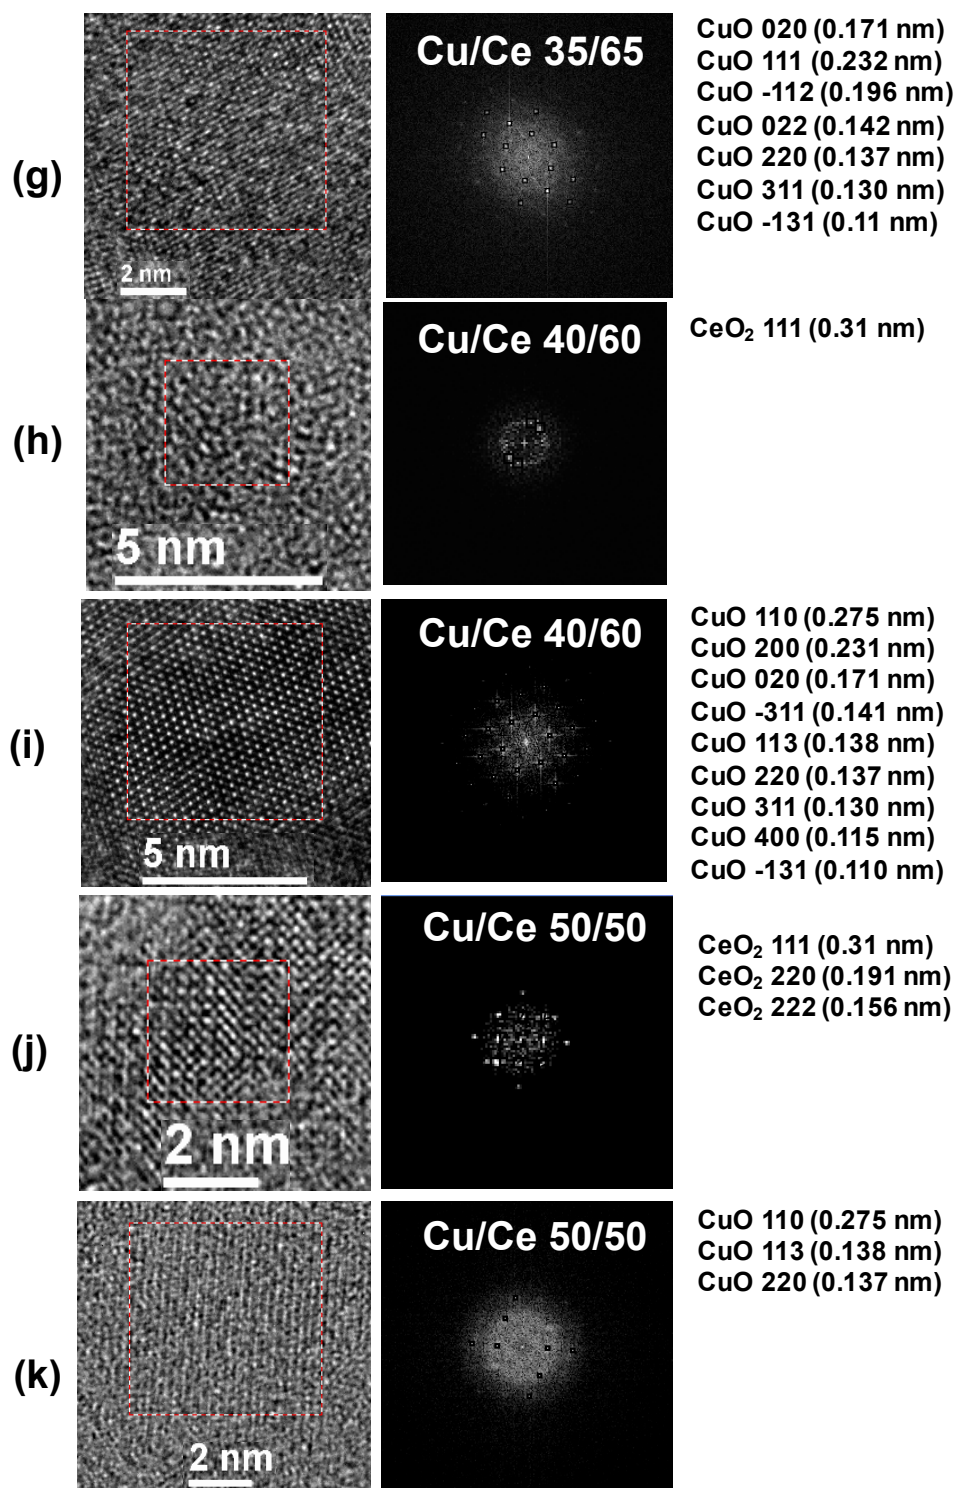 (g)
2 nm
Cu/Ce 35/65
CuO 020 (0.171 nm)
CuO 111 (0.232 nm)
CuO -112 (0.196 nm)
CuO 022 (0.142 nm)
CuO 220 (0.137 nm)
CuO 311 (0.130 nm)
CuO -131 (0.11 nm)
(h)
5 nm
Cu/Ce 40/60
CeO₂ 111 (0.31 nm)
(i)
5 nm
Cu/Ce 40/60
CuO 110 (0.275 nm)
CuO 200 (0.231 nm)
CuO 020 (0.171 nm)
CuO -311 (0.141 nm)
CuO 113 (0.138 nm)
CuO 220 (0.137 nm)
CuO 311 (0.130 nm)
CuO 400 (0.115 nm)
CuO -131 (0.110 nm)
(j)
2 nm
Cu/Ce 50/50
CeO₂ 111 (0.31 nm)
CeO₂ 220 (0.191 nm)
CeO₂ 222 (0.156 nm)
(k)
2 nm
Cu/Ce 50/50
CuO 110 (0.275 nm)
CuO 113 (0.138 nm)
CuO 220 (0.137 nm)